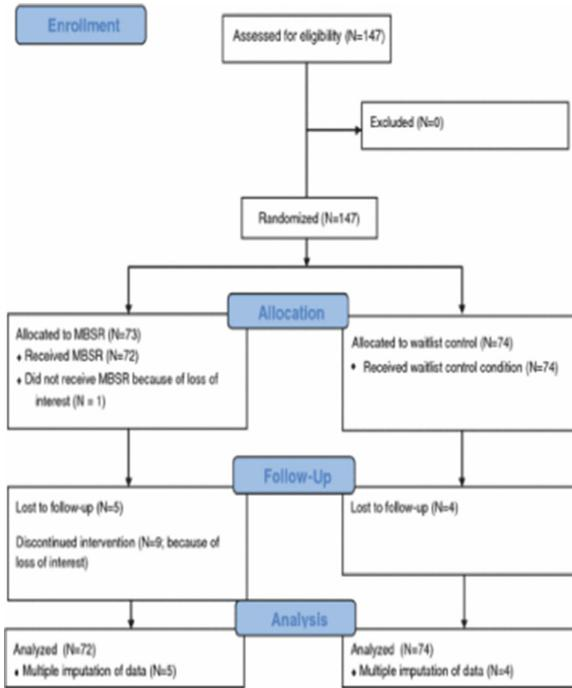 Enrollment
Assessed for eligibility (N=147)
Excluded (N=0)
Randomized (N=147)
Allocation
Allocated to MBSR (N=73)
♦ Received MBSR (N=72)
♦ Did not receive MBSR because of loss of
interest (N = 1)
Allocated to waitlist control (N=74)
♦ Received waitlist control condition (N=74)
Follow-Up
Lost to follow-up (N=5)
Discontinued intervention (N=9; because of
loss of interest)
Lost to follow-up (N=4)
Analysis
Analyzed (N=72)
♦ Multiple imputation of data (N=5)
Analyzed (N=74)
♦ Multiple imputation of data (N=4)